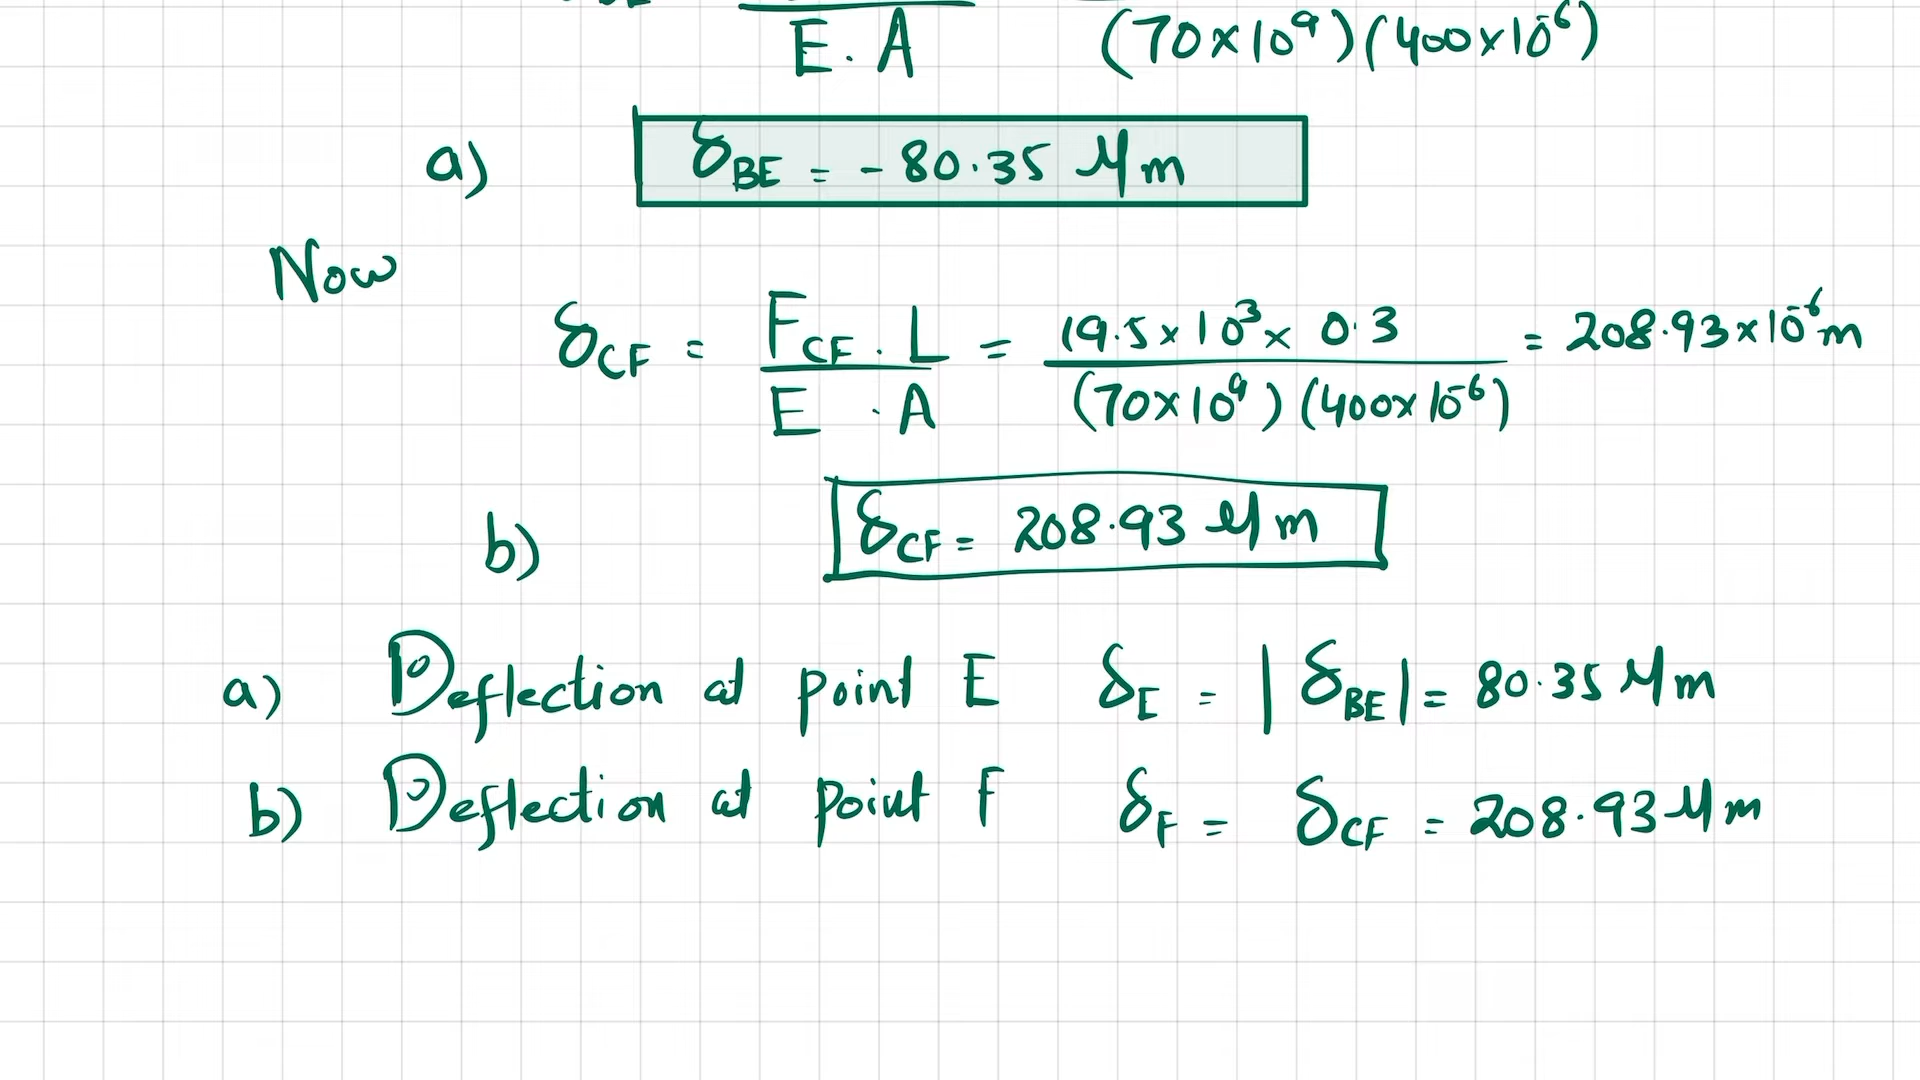 E . A (70×10⁹)(400×10⁻⁶)
a) δBE = - 80.35 μm
Now
δCF = FCF . L / E . A = 19.5×10³× 0.3 / (70×10⁹)(400×10⁻⁶) = 208.93×10⁻⁶m
b) δCF = 208.93 μm
a) Deflection at point E δE = |δBE| = 80.35 μm
b) Deflection at point F δF = δCF = 208.93 μm